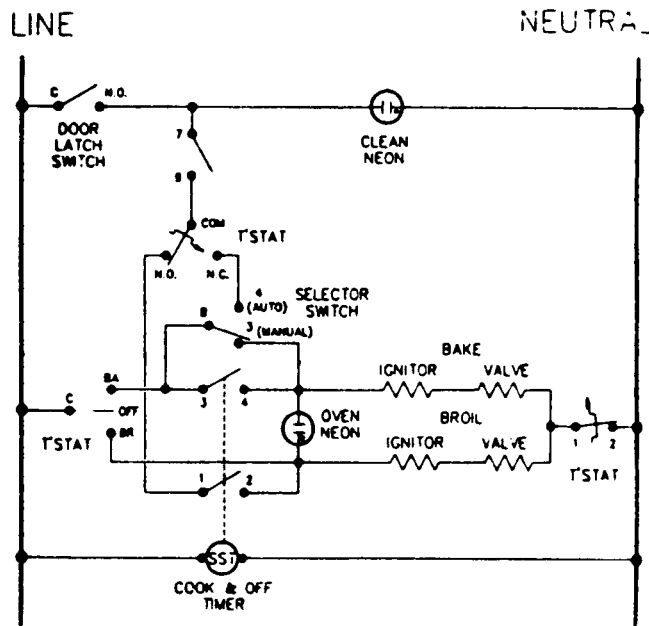 LINE
NEUTRAL
C
N.O.
DOOR
LATCH
SWITCH
CLEAN
NEON
7
9
COM
T'STAT
N.O.
N.C.
4
(AUTO)
SELECTOR
SWITCH
8
3
(MANUAL)
BAKE
IGNITOR
VALVE
BA
3
4
C
OFF
OVEN
NEON
BROIL
BR
T'STAT
IGNITOR
VALVE
1
2
T'STAT
1
2
SST
COOK & OFF
TIMER